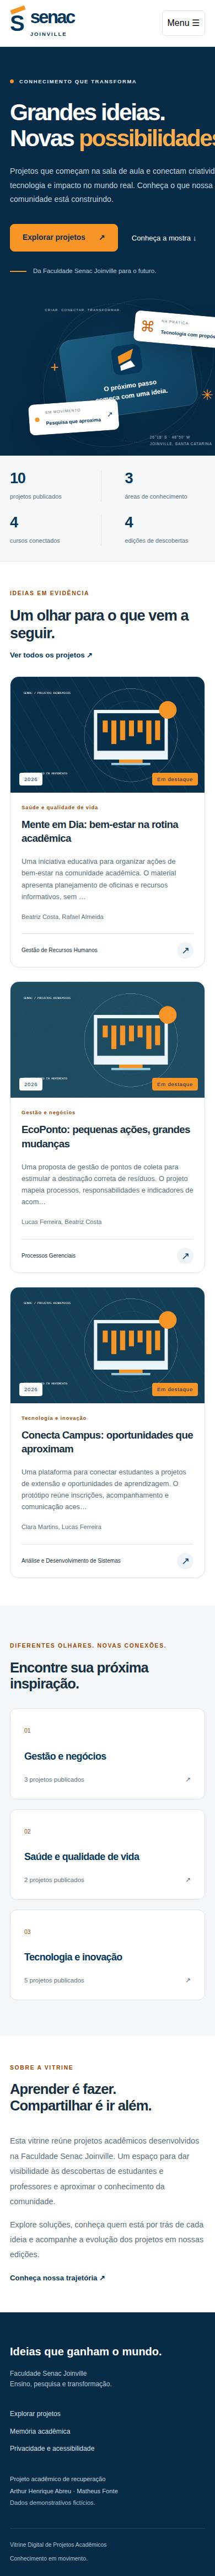 senac
JOINVILLE
Menu ☰
CONHECIMENTO QUE TRANSFORMA
Grandes ideias.
Novas possibilidades
Projetos que começam na sala de aula e conectam criatividade
tecnologia e impacto no mundo real. Conheça o que nossa
comunidade está construindo.
Explorar projetos ↗
Conheça a mostra ↓
Da Faculdade Senac Joinville para o futuro.
CRIAR. CONECTAR. TRANSFORMAR.
NA PRÁTICA
Tecnologia com propós
O próximo passo
começa com uma ideia.
EM MOVIMENTO
Pesquisa que aproxima ↗
JOINVILLE, SANTA CATARINA
10
projetos publicados
3
áreas de conhecimento
4
cursos conectados
4
edições de descobertas
IDEIAS EM EVIDÊNCIA
Um olhar para o que vem a
seguir.
Ver todos os projetos ↗
SENAC / PROJETOS ACADÊMICOS
2026
Em destaque
Saúde e qualidade de vida
Mente em Dia: bem-estar na rotina
acadêmica
Uma iniciativa educativa para organizar ações de
bem-estar na comunidade acadêmica. O material
apresenta planejamento de oficinas e recursos
informativos, sem …
Beatriz Costa, Rafael Almeida
Gestão de Recursos Humanos ↗
SENAC / PROJETOS ACADÊMICOS
2026
Em destaque
Gestão e negócios
EcoPonto: pequenas ações, grandes
mudanças
Uma proposta de gestão de pontos de coleta para
estimular a destinação correta de resíduos. O projeto
mapeia processos, responsabilidades e indicadores de
acom…
Lucas Ferreira, Beatriz Costa
Processos Gerenciais ↗
SENAC / PROJETOS ACADÊMICOS
2026
Em destaque
Tecnologia e inovação
Conecta Campus: oportunidades que
aproximam
Uma plataforma para conectar estudantes a projetos
de extensão e oportunidades de aprendizagem. O
protótipo reúne inscrições, acompanhamento e
comunicação aces…
Clara Martins, Lucas Ferreira
Análise e Desenvolvimento de Sistemas ↗
DIFERENTES OLHARES. NOVAS CONEXÕES.
Encontre sua próxima
inspiração.
01
Gestão e negócios
3 projetos publicados ↗
02
Saúde e qualidade de vida
2 projetos publicados ↗
03
Tecnologia e inovação
5 projetos publicados ↗
SOBRE A VITRINE
Aprender é fazer.
Compartilhar é ir além.
Esta vitrine reúne projetos acadêmicos desenvolvidos
na Faculdade Senac Joinville. Um espaço para dar
visibilidade às descobertas de estudantes e
professores e aproximar o conhecimento da
comunidade.
Explore soluções, conheça quem está por trás de cada
ideia e acompanhe a evolução dos projetos em nossas
edições.
Conheça nossa trajetória ↗
Ideias que ganham o mundo.
Faculdade Senac Joinville
Ensino, pesquisa e transformação.
Explorar projetos
Memória acadêmica
Privacidade e acessibilidade
Projeto acadêmico de recuperação
Arthur Henrique Abreu · Matheus Fonte
Dados demonstrativos fictícios.
Vitrine Digital de Projetos Acadêmicos
Conhecimento em movimento.